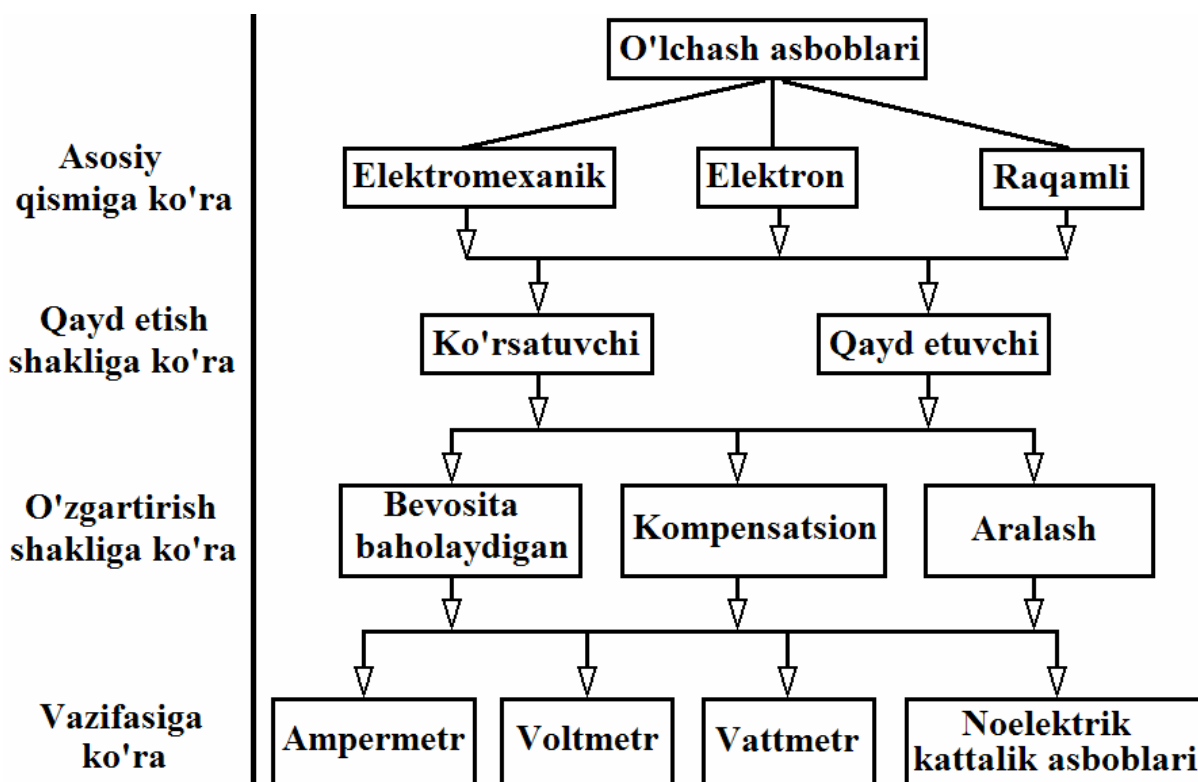 O'lchash asboblari
Asosiy
qismiga ko'ra
Elektromexanik
Elektron
Raqamli
Qayd etish
shakliga ko'ra
Ko'rsatuvchi
Qayd etuvchi
O'zgartirish
shakliga ko'ra
Bevosita
baholaydigan
Kompensatsion
Aralash
Vazifasiga
ko'ra
Ampermetr
Voltmetr
Vattmetr
Noelektrik
kattalik asboblari